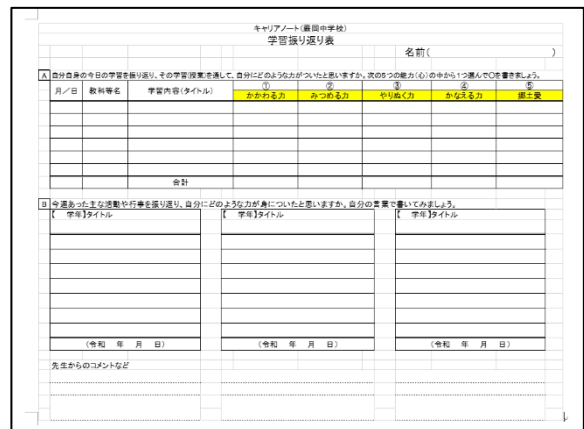 キャリアノート(襄岡中学校)
学習振り返り表
名前( )
A 自分自身の今日の学習を振り返り、その学習(授業)を通して、自分にどのような力がついたと思いますか。次の5つの能力(心)の中から1つ選んで○を書きましょう。
月／日 教科等名 学習内容(タイトル) ① ② ③ ④ ⑤
かかわる力 みつめる力 やりぬく力 かなえる力 郷土愛
合計
B 今週あった主な活動や行事を振り返り、自分にどのような力が身についたと思いますか。自分の言葉で書いてみましょう。
【 学年】タイトル 【 学年】タイトル 【 学年】タイトル
(令和 年 月 日) (令和 年 月 日) (令和 年 月 日)
先生からのコメントなど